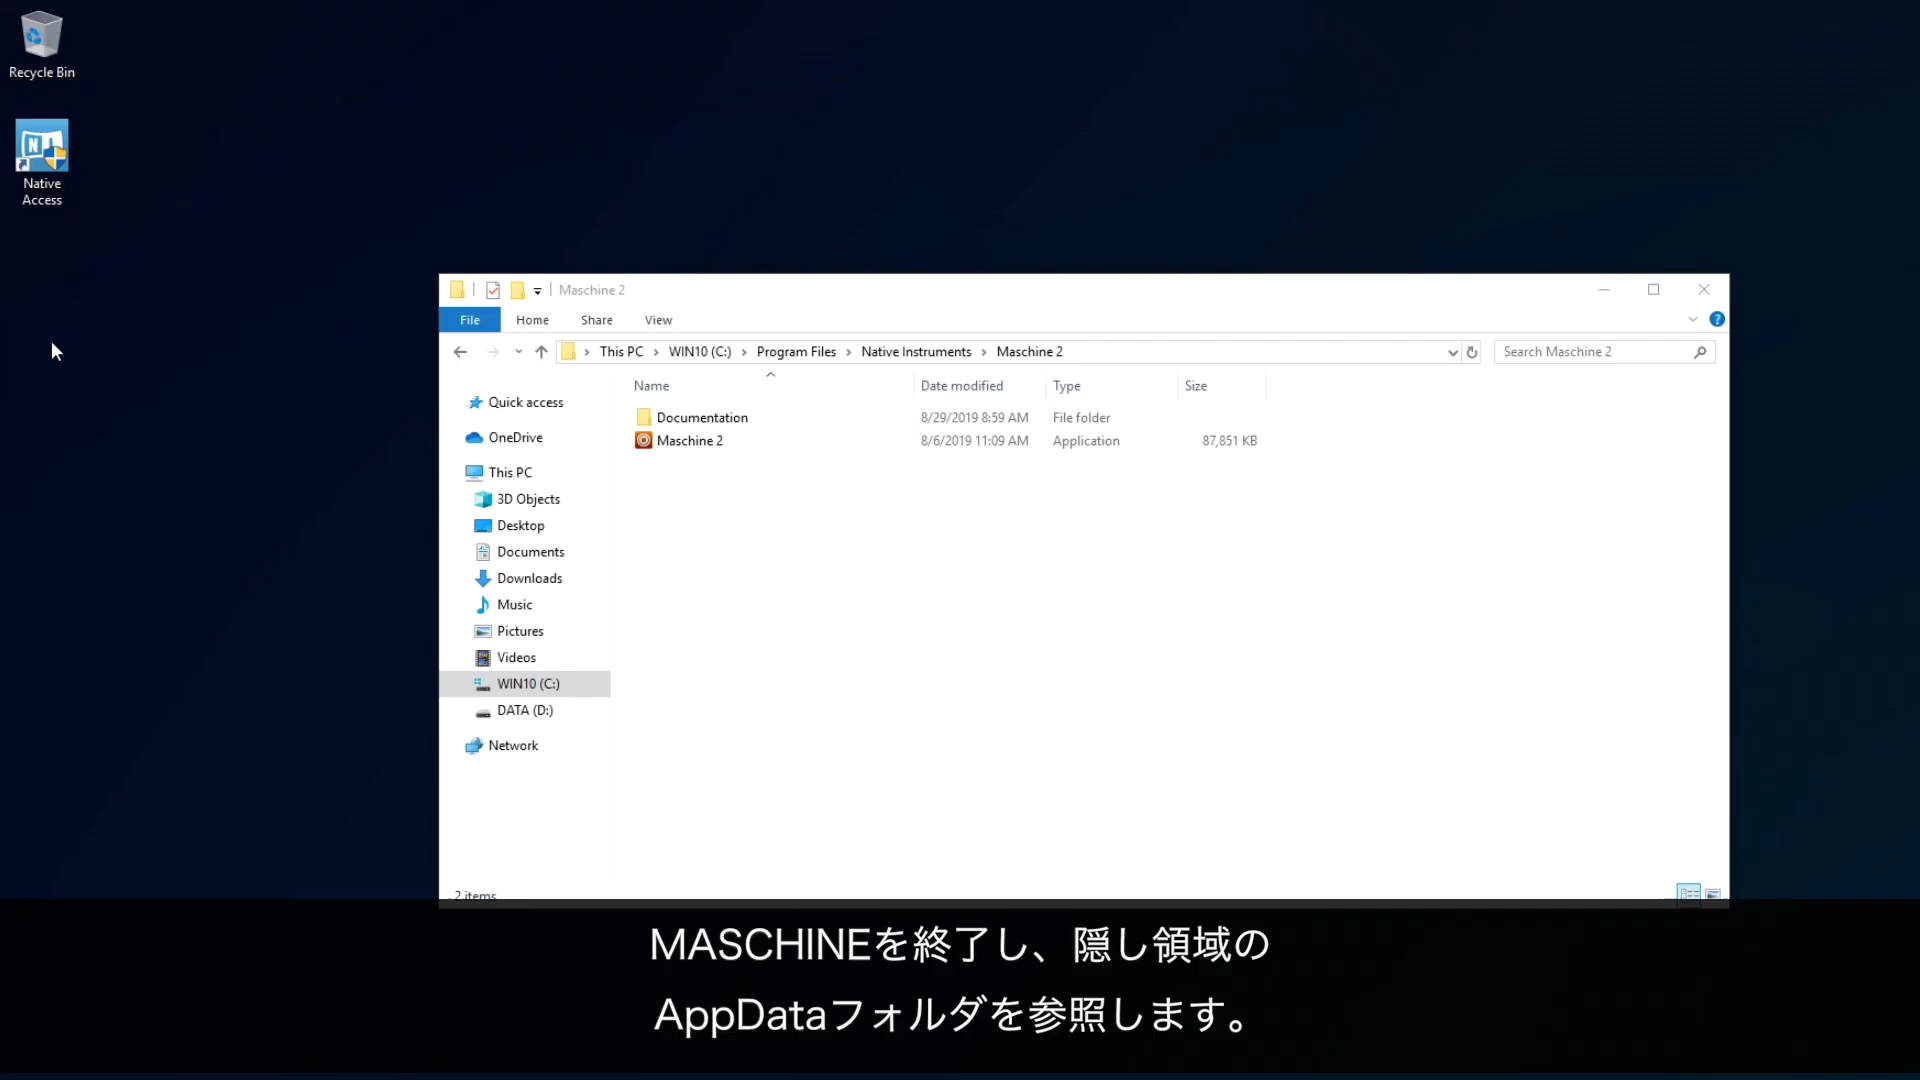 Recycle Bin
Native
Access
Maschine 2
File Home Share View
This PC WIN10 (C:) Program Files Native Instruments Maschine 2
Search Maschine 2
Name Date modified Type Size
Documentation 8/29/2019 8:59 AM File folder
Maschine 2 8/6/2019 11:09 AM Application 87,851 KB
Quick access
OneDrive
This PC
3D Objects
Desktop
Documents
Downloads
Music
Pictures
Videos
WIN10 (C:)
DATA (D:)
Network
2 items
MASCHINEを終了し、隠し領域の
AppDataフォルダを参照します。